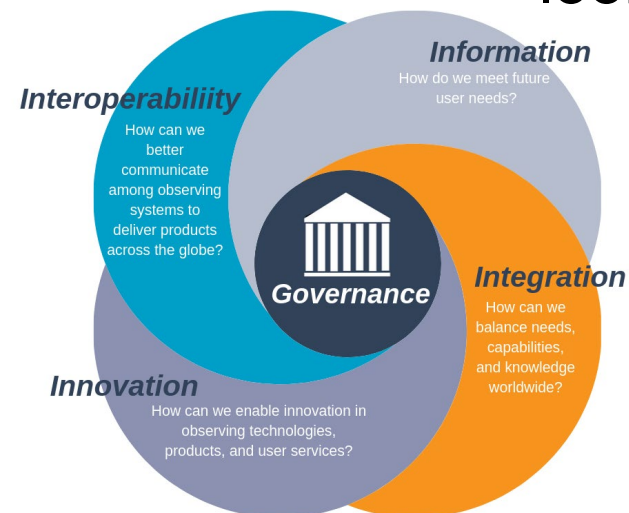 Information
How do we meet future
user needs?
Interoperabiliity
How can we
better
communicate
among observing
systems to
deliver products
across the globe?
Governance
Integration
How can we
balance needs,
capabilities,
and knowledge
worldwide?
Innovation
How can we enable innovation in
observing technologies,
products, and user services?